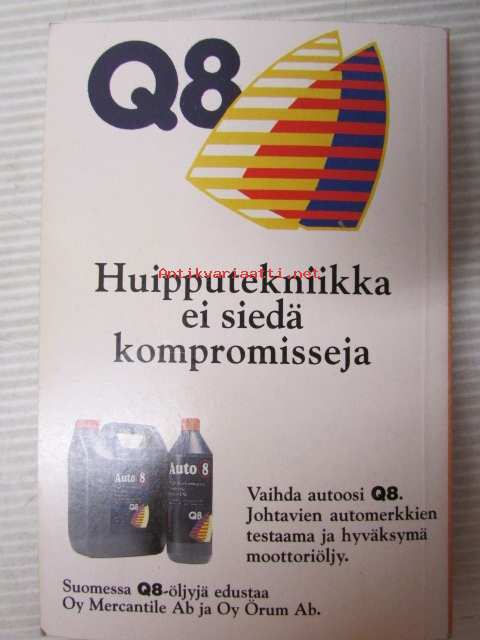 Q8
Huipputekniikka
Antikvariaatti.net
ei siedä
kompromisseja
Auto 8
Q8
Auto 8
Q8
Vaihda autoosi Q8.
Johtavien automerkkien
testaama ja hyväksymä
moottoriöljy.
Suomessa Q8-öljyjä edustaa
Oy Mercantile Ab ja Oy Örum Ab.